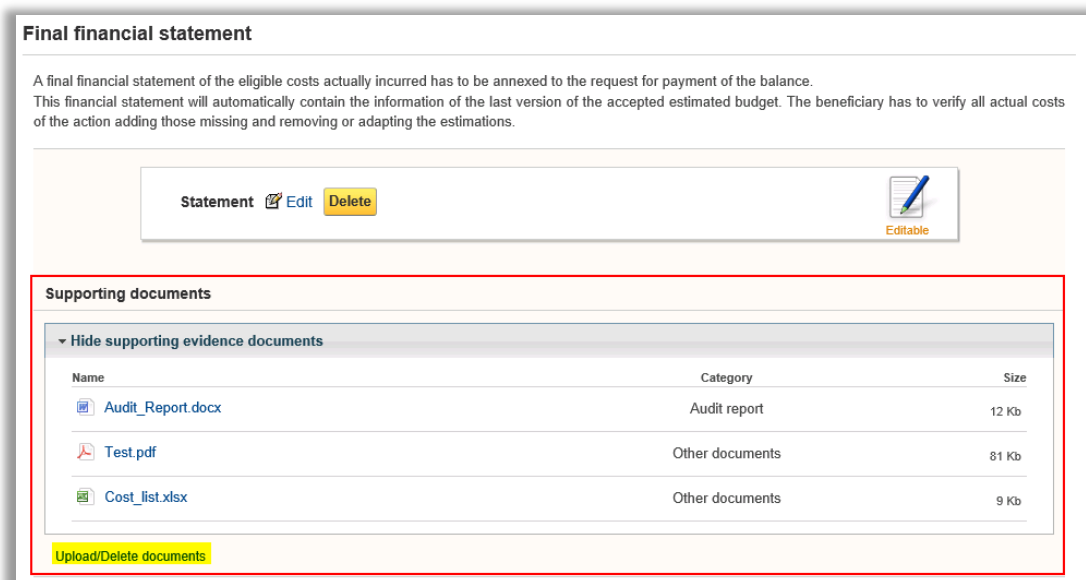 Final financial statement
A final financial statement of the eligible costs actually incurred has to be annexed to the request for payment of the balance.
This financial statement will automatically contain the information of the last version of the accepted estimated budget. The beneficiary has to verify all actual costs
of the action adding those missing and removing or adapting the estimations.
Statement Edit Delete
Editable
Supporting documents
Hide supporting evidence documents
Name Category Size
Audit_Report.docx Audit report 12 Kb
Test.pdf Other documents 81 Kb
Cost_list.xlsx Other documents 9 Kb
Upload/Delete documents